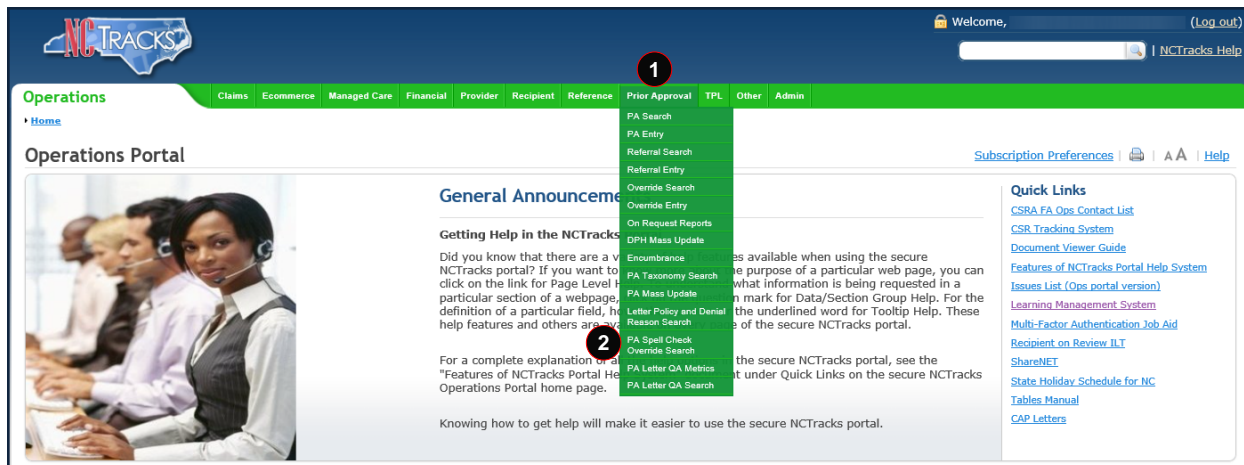 NCTRACKS
Welcome, (Log out)
| NCTracks Help
1
Operations Claims Ecommerce Managed Care Financial Provider Recipient Reference Prior Approval TPL Other Admin
Home
PA Search
PA Entry
Referral Search
Referral Entry
Override Search
Override Entry
On Request Reports
DPH Mass Update
Encumbrance
PA Taxonomy Search
PA Mass Update
Letter Policy and Denial
Reason Search
2
PA Spell Check
Override Search
PA Letter QA Metrics
PA Letter QA Search
Operations Portal
Subscription Preferences | | A A | Help
General Announceme
Getting Help in the NCTracks
Did you know that there are a v features available when using the secure
NCTracks portal? If you want to the purpose of a particular web page, you can
click on the link for Page Level H what information is being requested in a
particular section of a webpage, n mark for Data/Section Group Help. For the
definition of a particular field, ho the underlined word for Tooltip Help. These
help features and others are ava of the secure NCTracks portal.
For a complete explanation of a the secure NCTracks portal, see the
"Features of NCTracks Portal He t under Quick Links on the secure NCTracks
Operations Portal home page.
Knowing how to get help will make it easier to use the secure NCTracks portal.
Quick Links
CSRA FA Ops Contact List
CSR Tracking System
Document Viewer Guide
Features of NCTracks Portal Help System
Issues List (Ops portal version)
Learning Management System
Multi-Factor Authentication Job Aid
Recipient on Review ILT
ShareNET
State Holiday Schedule for NC
Tables Manual
CAP Letters